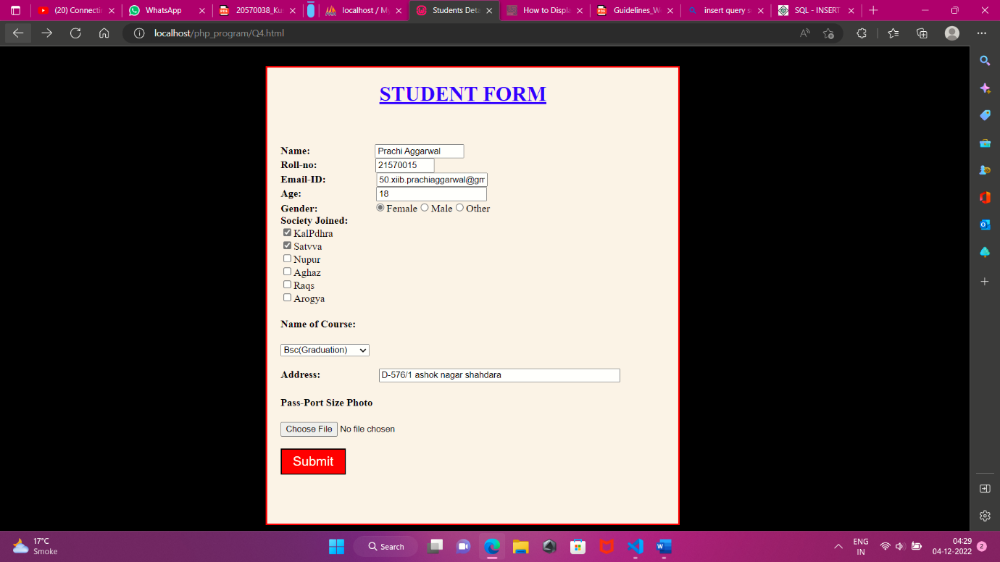 (20) Connecti
WhatsApp
20570038_Ku
localhost / My
Students Deta
How to Displa
Guidelines_W
insert query s
SQL - INSERT
localhost/php_program/Q4.html
STUDENT FORM
Name: Prachi Aggarwal
Roll-no: 21570015
Email-ID: 50.xiib.prachiaggarwal@gm
Age: 18
Gender: Female Male Other
Society Joined:
KalPdhra
Satvva
Nupur
Aghaz
Raqs
Arogya
Name of Course:
Bsc(Graduation)
Address: D-576/1 ashok nagar shahdara
Pass-Port Size Photo
Choose File No file chosen
Submit
17°C
Smoke
Search
ENG
IN
04:29
04-12-2022
2